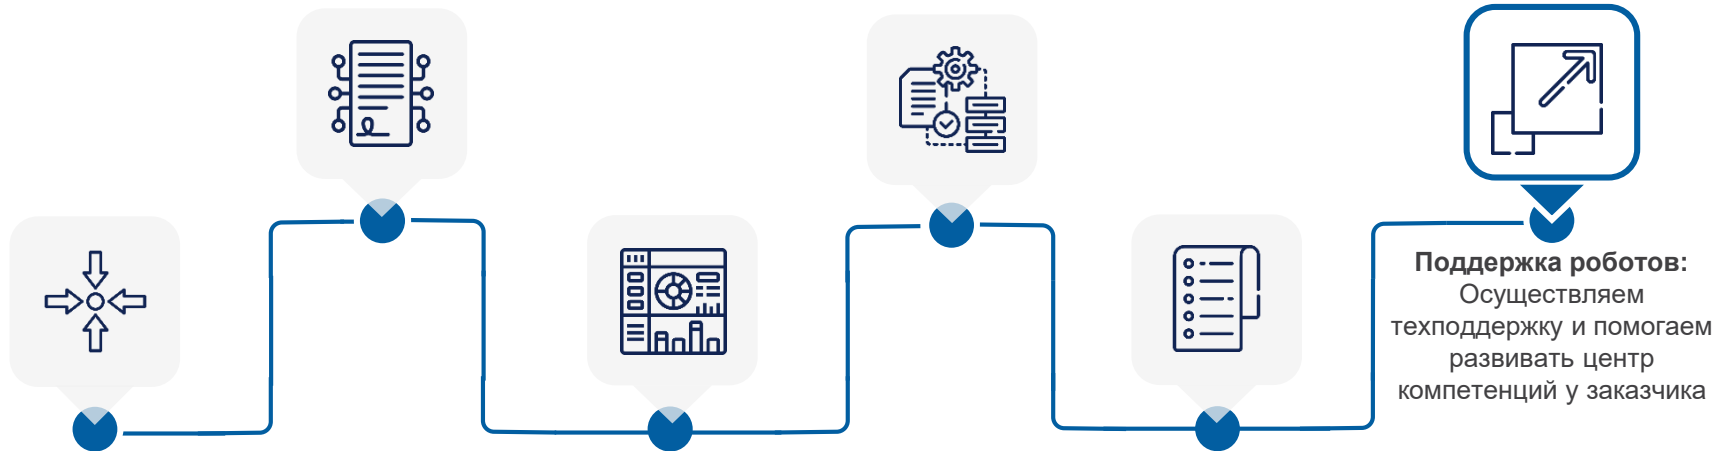 Поддержка роботов:
Осуществляем
техподдержку и помогаем
развивать центр
компетенций у заказчика